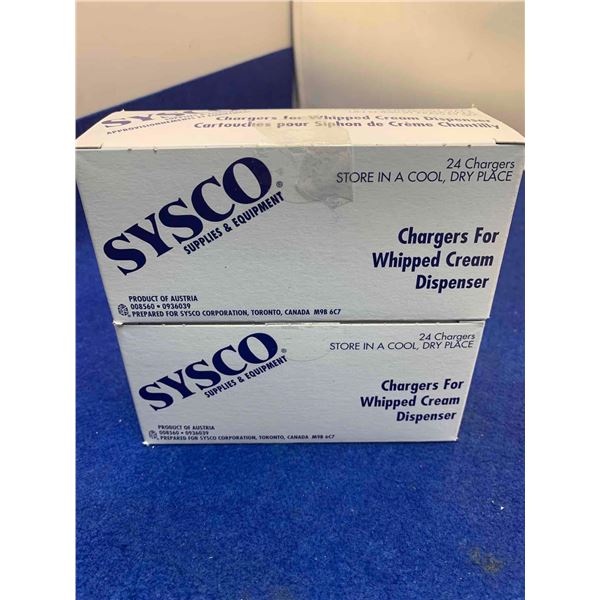 SYSCO
APPROVISIONNEMENT ET
Chargers for Whipped Cream Dispenser
Cartouches pour Siphon de Crème Chantilly
24 Chargers
STORE IN A COOL, DRY PLACE
SYSCO®
SUPPLIES & EQUIPMENT
Chargers For
Whipped Cream
Dispenser
PRODUCT OF AUSTRIA
008560 • 0936039
PREPARED FOR SYSCO CORPORATION, TORONTO, CANADA M9B 6C7
24 Chargers
STORE IN A COOL, DRY PLACE
SYSCO®
SUPPLIES & EQUIPMENT
Chargers For
Whipped Cream
Dispenser
PRODUCT OF AUSTRIA
008560 • 0936039
PREPARED FOR SYSCO CORPORATION, TORONTO, CANADA M9B 6C7